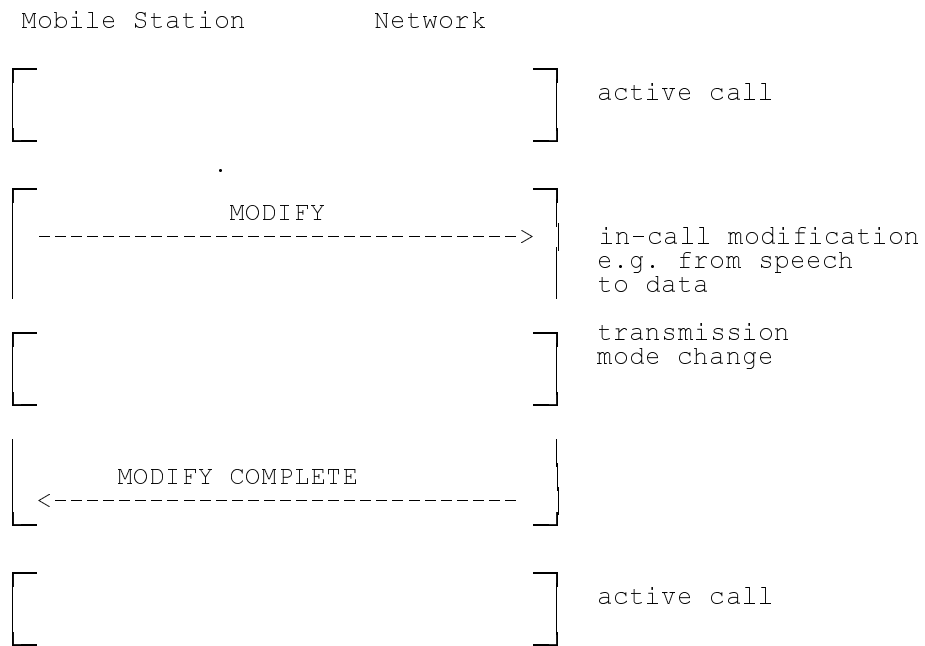 Mobile Station Network
active call
.
MODIFY
------------------------------>
in-call modification
e.g. from speech
to data
transmission
mode change
MODIFY COMPLETE
<-----------------------------
active call